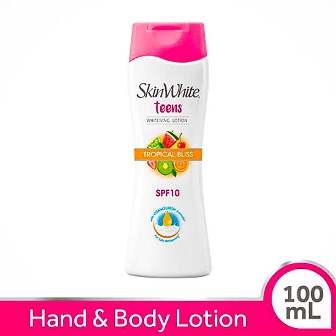 SkinWhite®
teens
WHITENING LOTION
TROPICAL BLISS
SPF10
100
mL
Hand & Body Lotion